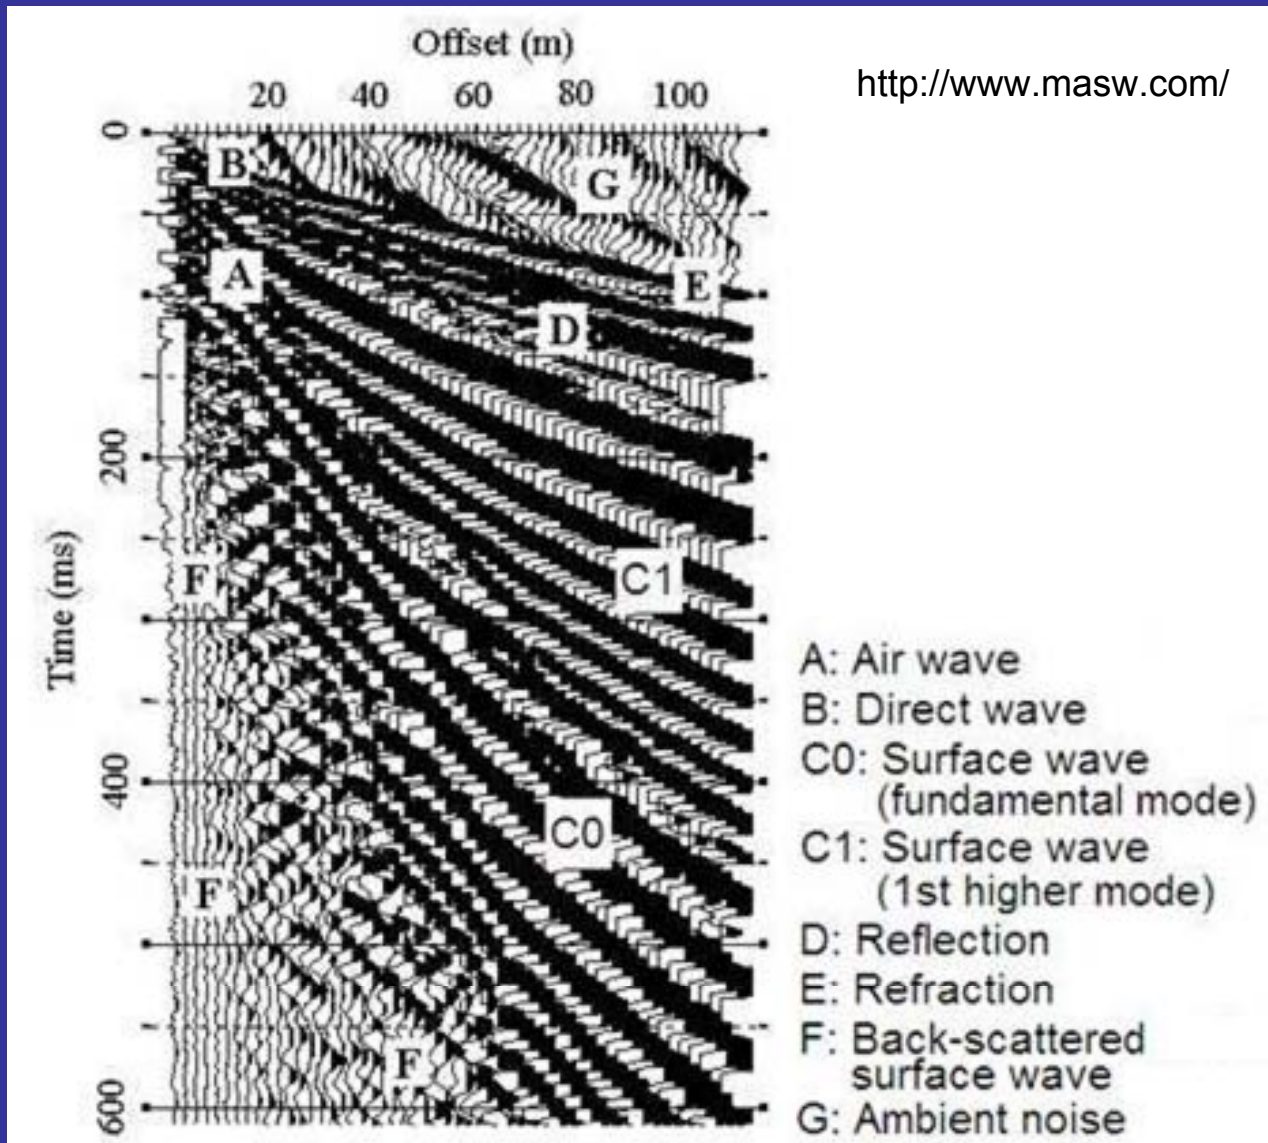 Offset (m)
http://www.masw.com/
20 40 60 80 100
0
B
G
A
E
D
200
F
C1
Time (ms)
A: Air wave
B: Direct wave
C0: Surface wave
(fundamental mode)
400
C0
C1: Surface wave
(1st higher mode)
F
D: Reflection
E: Refraction
F: Back-scattered
surface wave
F
600
G: Ambient noise